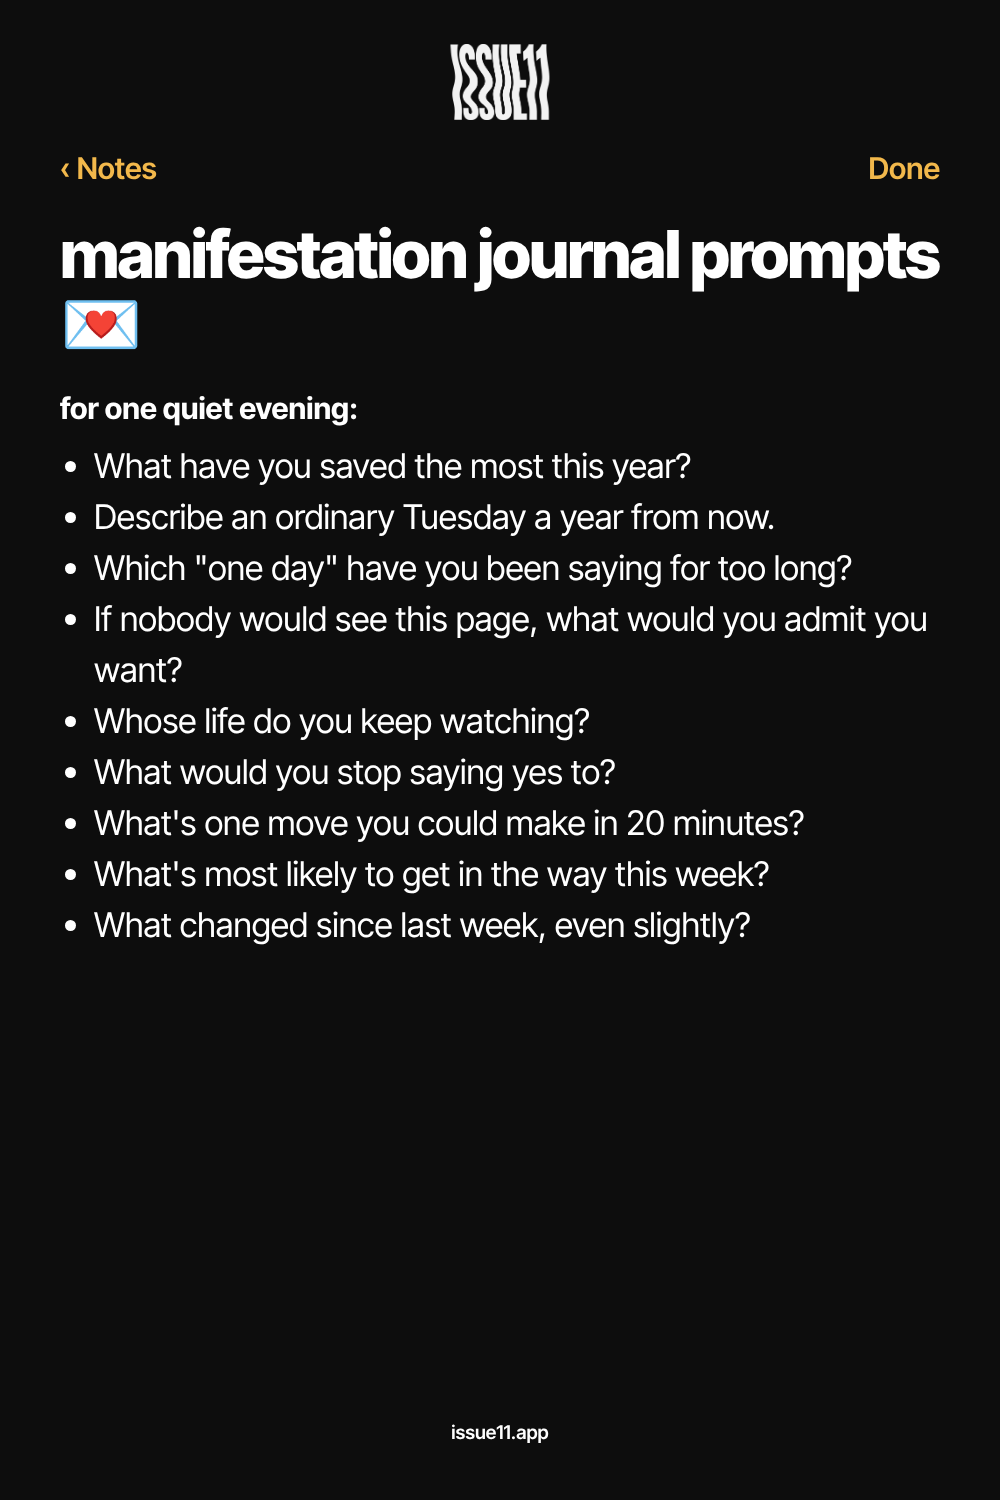 ISSUE11
‹ Notes
Done
manifestation journal prompts
💌
for one quiet evening:
• What have you saved the most this year?
• Describe an ordinary Tuesday a year from now.
• Which "one day" have you been saying for too long?
• If nobody would see this page, what would you admit you
want?
• Whose life do you keep watching?
• What would you stop saying yes to?
• What's one move you could make in 20 minutes?
• What's most likely to get in the way this week?
• What changed since last week, even slightly?
issue11.app